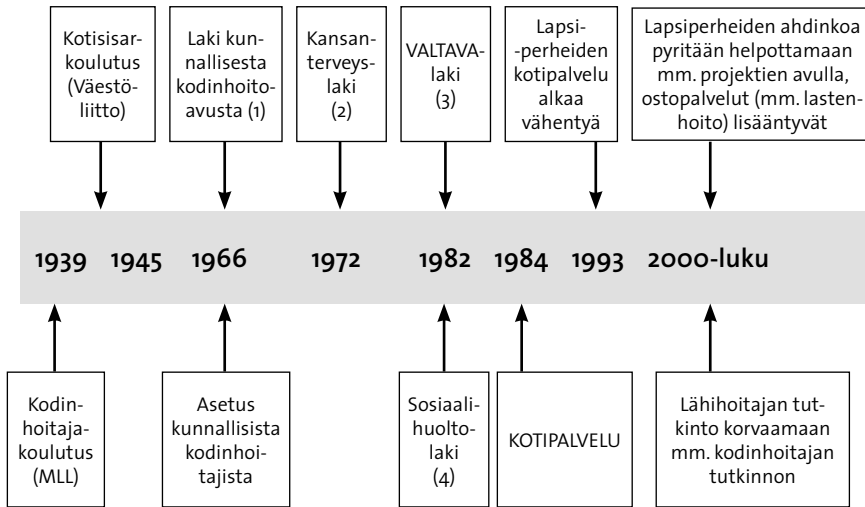 Kotisisar-
koulutus
(Väestö-
liitto)
Laki kun-
nallisesta
kodinhoito-
avusta (1)
Kansan-
terveys-
laki
(2)
VALTAVA-
laki
(3)
Lapsi-
-perheiden
kotipalvelu
alkaa
vähentyä
Lapsiperheiden ahdinkoa
pyritään helpottamaan
mm. projektien avulla,
ostopalvelut (mm. lasten-
hoito) lisääntyvät
1939 1945 1966 1972 1982 1984 1993 2000-luku
Kodin-
hoitaja-
koulutus
(MLL)
Asetus
kunnallisista
kodinhoi-
tajista
Sosiaali-
huolto-
laki
(4)
KOTIPALVELU
Lähihoitajan tut-
kinto korvaamaan
mm. kodinhoitajan
tutkinnon